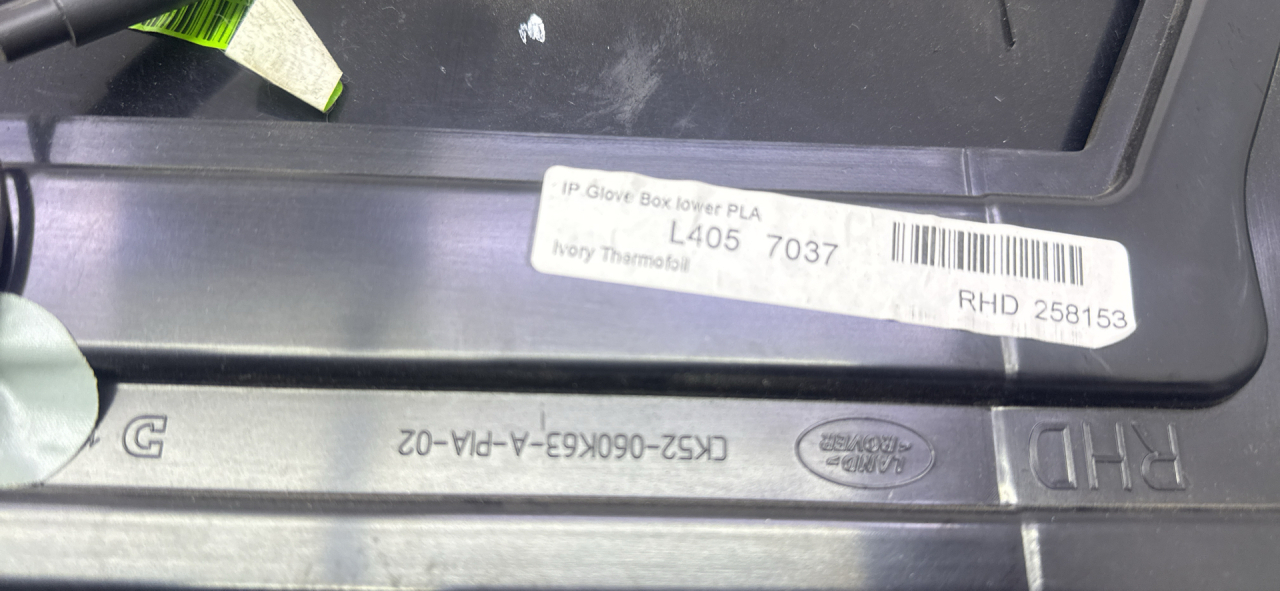 IP Glove Box lower PLA
L405 7037
Ivory Thermofoil
RHD 258153
RHD
LAND-
ROVER
CK52-060K63-A-PIA-02